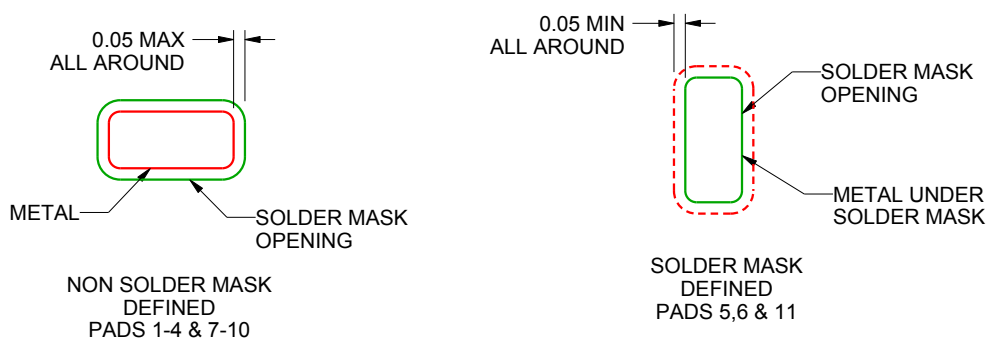 0.05 MAX
ALL AROUND
METAL
SOLDER MASK
OPENING
NON SOLDER MASK
DEFINED
PADS 1-4 & 7-10
0.05 MIN
ALL AROUND
SOLDER MASK
OPENING
METAL UNDER
SOLDER MASK
SOLDER MASK
DEFINED
PADS 5,6 & 11